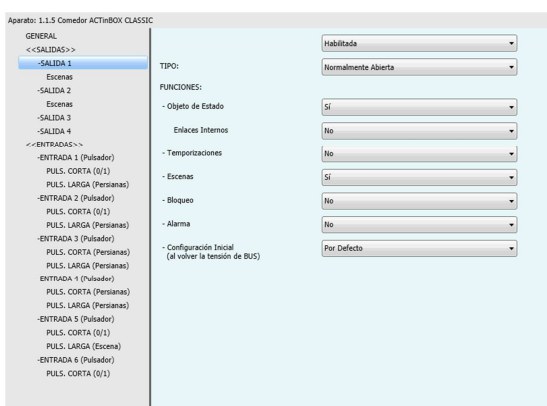 Aparato: 1.1.5 Comedor ACTinBOX CLASSIC
GENERAL
<<SALIDAS>>
-SALIDA 1
Escenas
-SALIDA 2
Escenas
-SALIDA 3
-SALIDA 4
<<ENTRADAS>>
-ENTRADA 1 (Pulsador)
PULS. CORTA (0/1)
PULS. LARGA (Persianas)
-ENTRADA 2 (Pulsador)
PULS. CORTA (0/1)
PULS. LARGA (Persianas)
-ENTRADA 3 (Pulsador)
PULS. CORTA (Persianas)
PULS. LARGA (Persianas)
ENTRADA 4 (Pulsador)
PULS. CORTA (Persianas)
PULS. LARGA (Persianas)
-ENTRADA 5 (Pulsador)
PULS. CORTA (0/1)
PULS. LARGA (Escena)
-ENTRADA 6 (Pulsador)
PULS. CORTA (0/1)
Habilitada
TIPO: Normalmente Abierta
FUNCIONES:
- Objeto de Estado Sí
Enlaces Internos No
- Temporizaciones No
- Escenas Sí
- Bloqueo No
- Alarma No
- Configuración Inicial Por Defecto
(al volver la tensión de BUS)